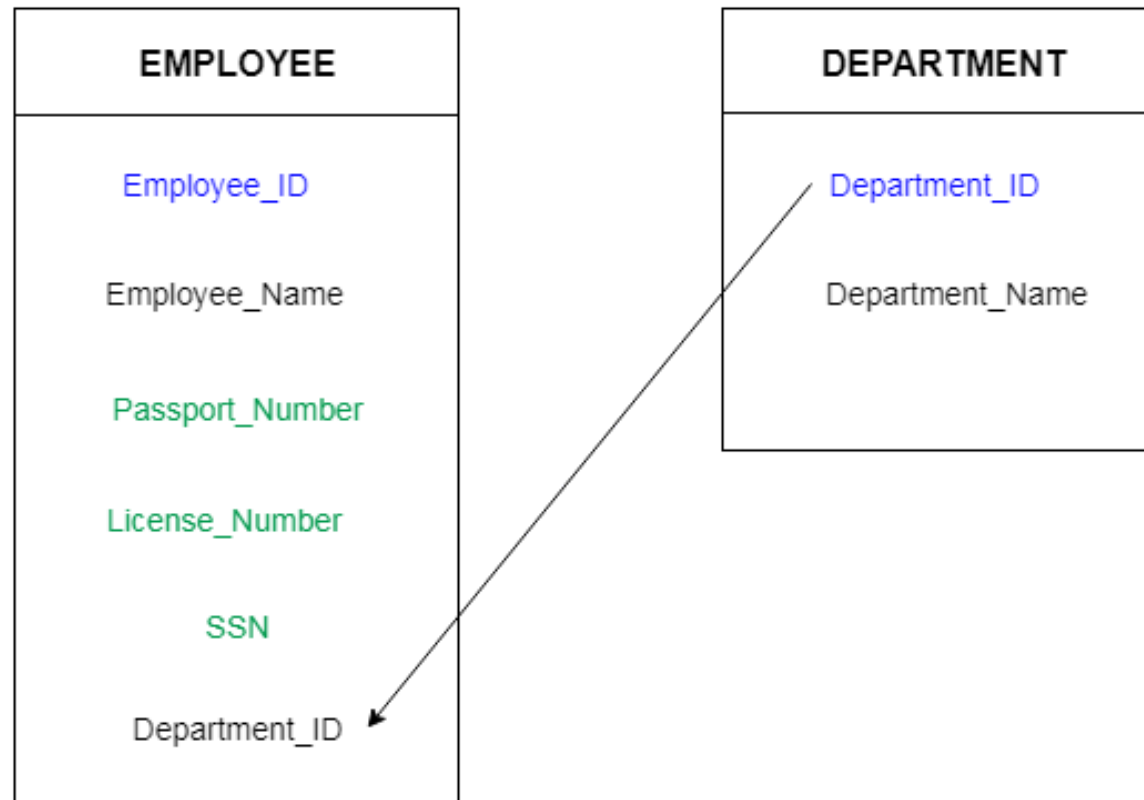 EMPLOYEE
Employee_ID
Employee_Name
Passport_Number
License_Number
SSN
Department_ID
DEPARTMENT
Department_ID
Department_Name